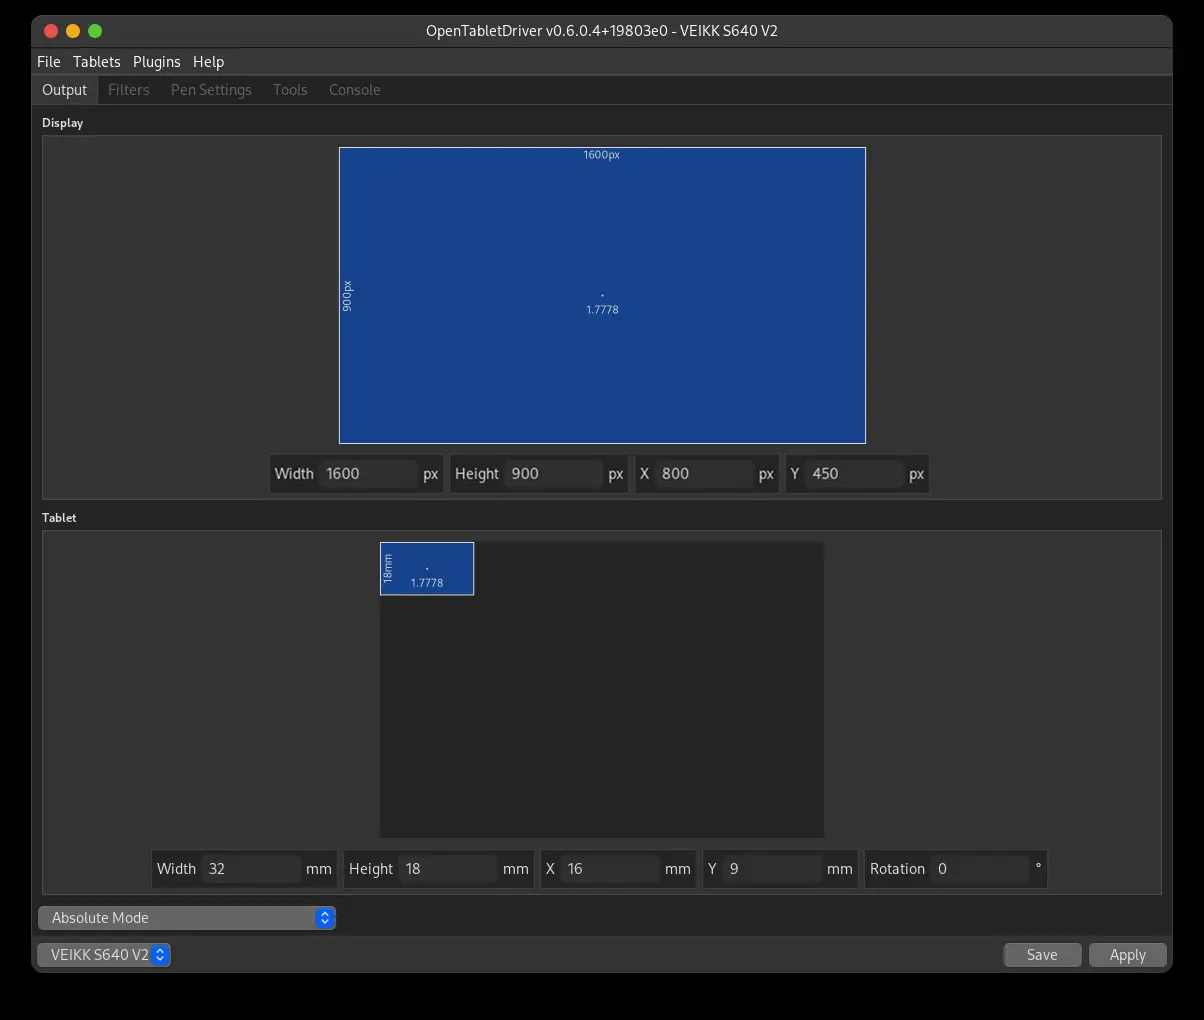 OpenTabletDriver v0.6.0.4+19803e0 - VEIKK S640 V2
File Tablets Plugins Help
Output Filters Pen Settings Tools Console
Display
1600px
900px
1.7778
Width 1600 px Height 900 px X 800 px Y 450 px
Tablet
18mm
1.7778
Width 32 mm Height 18 mm X 16 mm Y 9 mm Rotation 0 °
Absolute Mode
VEIKK S640 V2 Save Apply